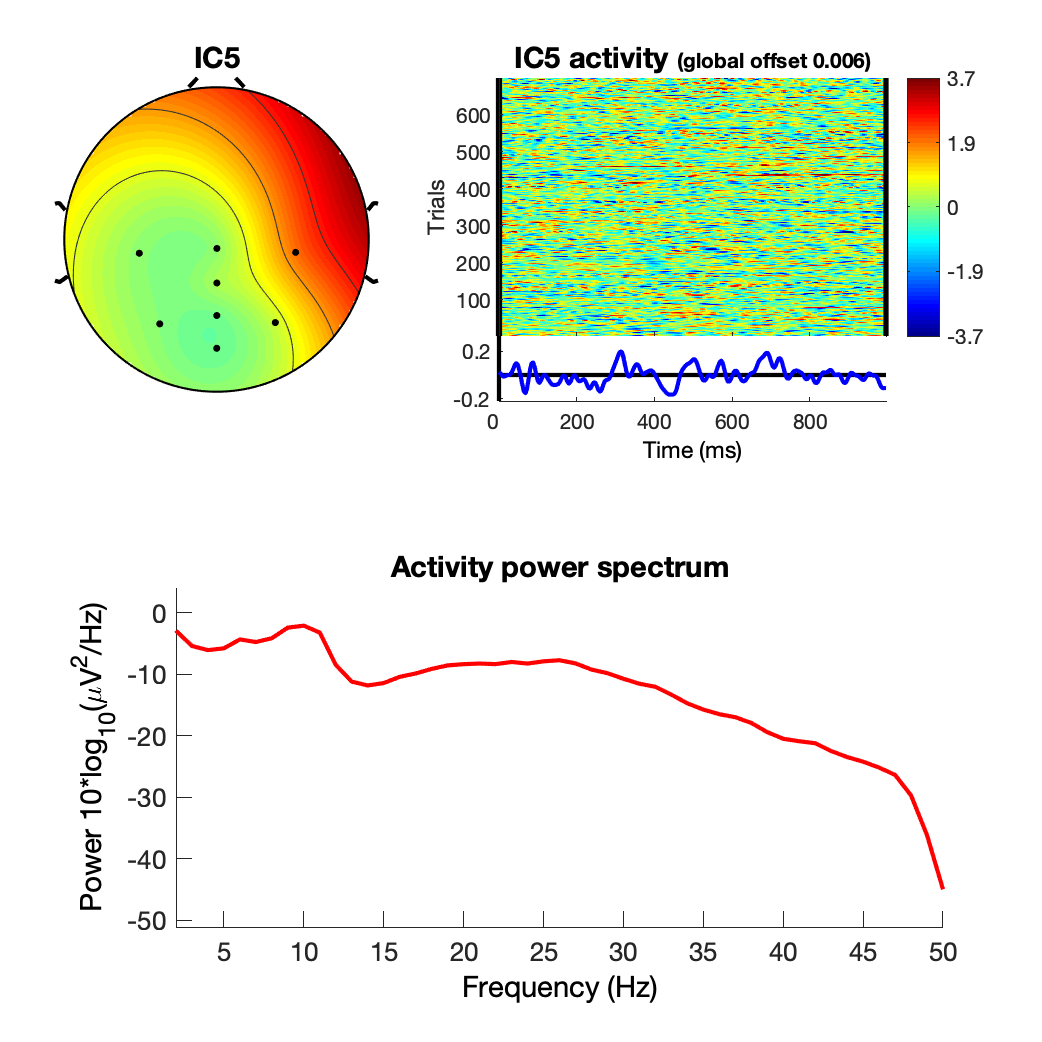 IC5
IC5 activity (global offset 0.006)
Trials
600
500
400
300
200
100
3.7
1.9
0
-1.9
-3.7
0.2
-0.2
0 200 400 600 800
Time (ms)
Activity power spectrum
Power 10*log10(μV2/Hz)
0
-10
-20
-30
-40
-50
5 10 15 20 25 30 35 40 45 50
Frequency (Hz)